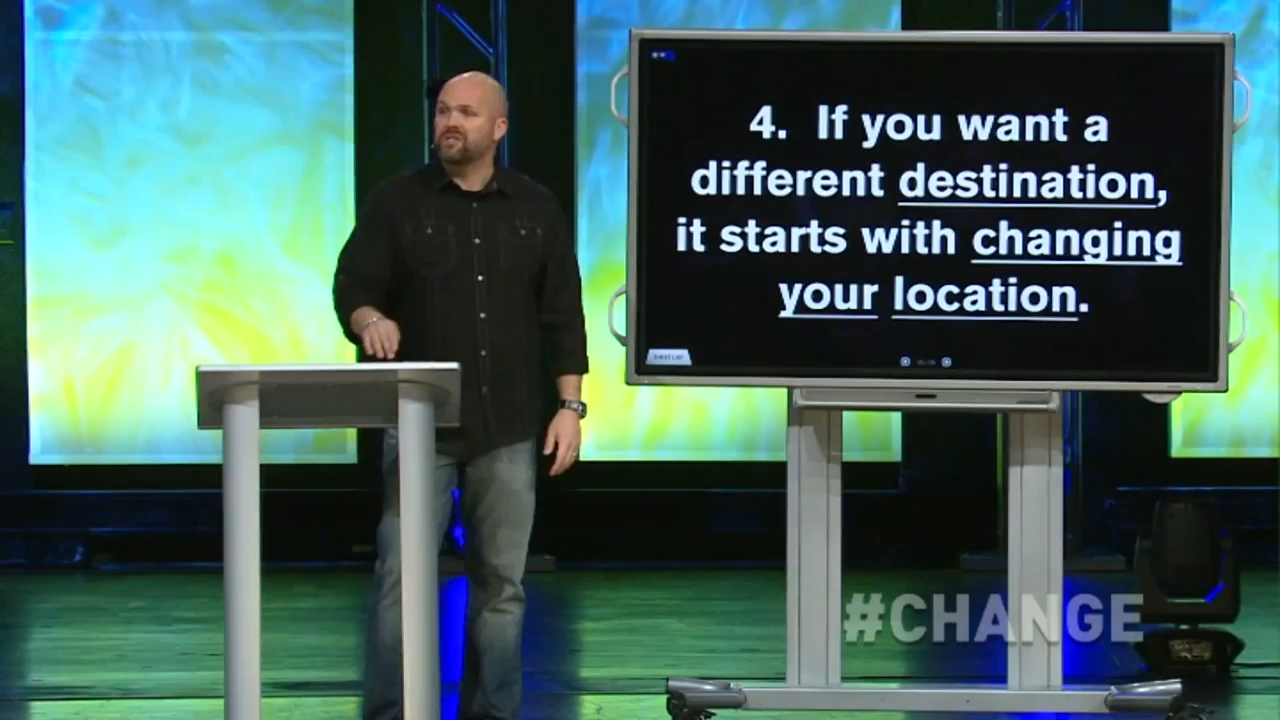 4. If you want a
different destination,
it starts with changing
your location.
#CHANGE